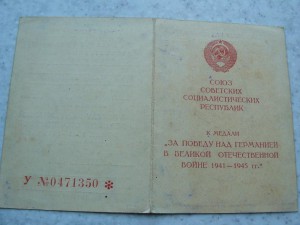 СОЮЗ
СОВЕТСКИХ
СОЦИАЛИСТИЧЕСКИХ
РЕСПУБЛИК
К МЕДАЛИ
„ЗА ПОБЕДУ НАД ГЕРМАНИЕЙ
В ВЕЛИКОЙ ОТЕЧЕСТВЕННОЙ
ВОЙНЕ 1941—1945 гг."
У №0471350 *